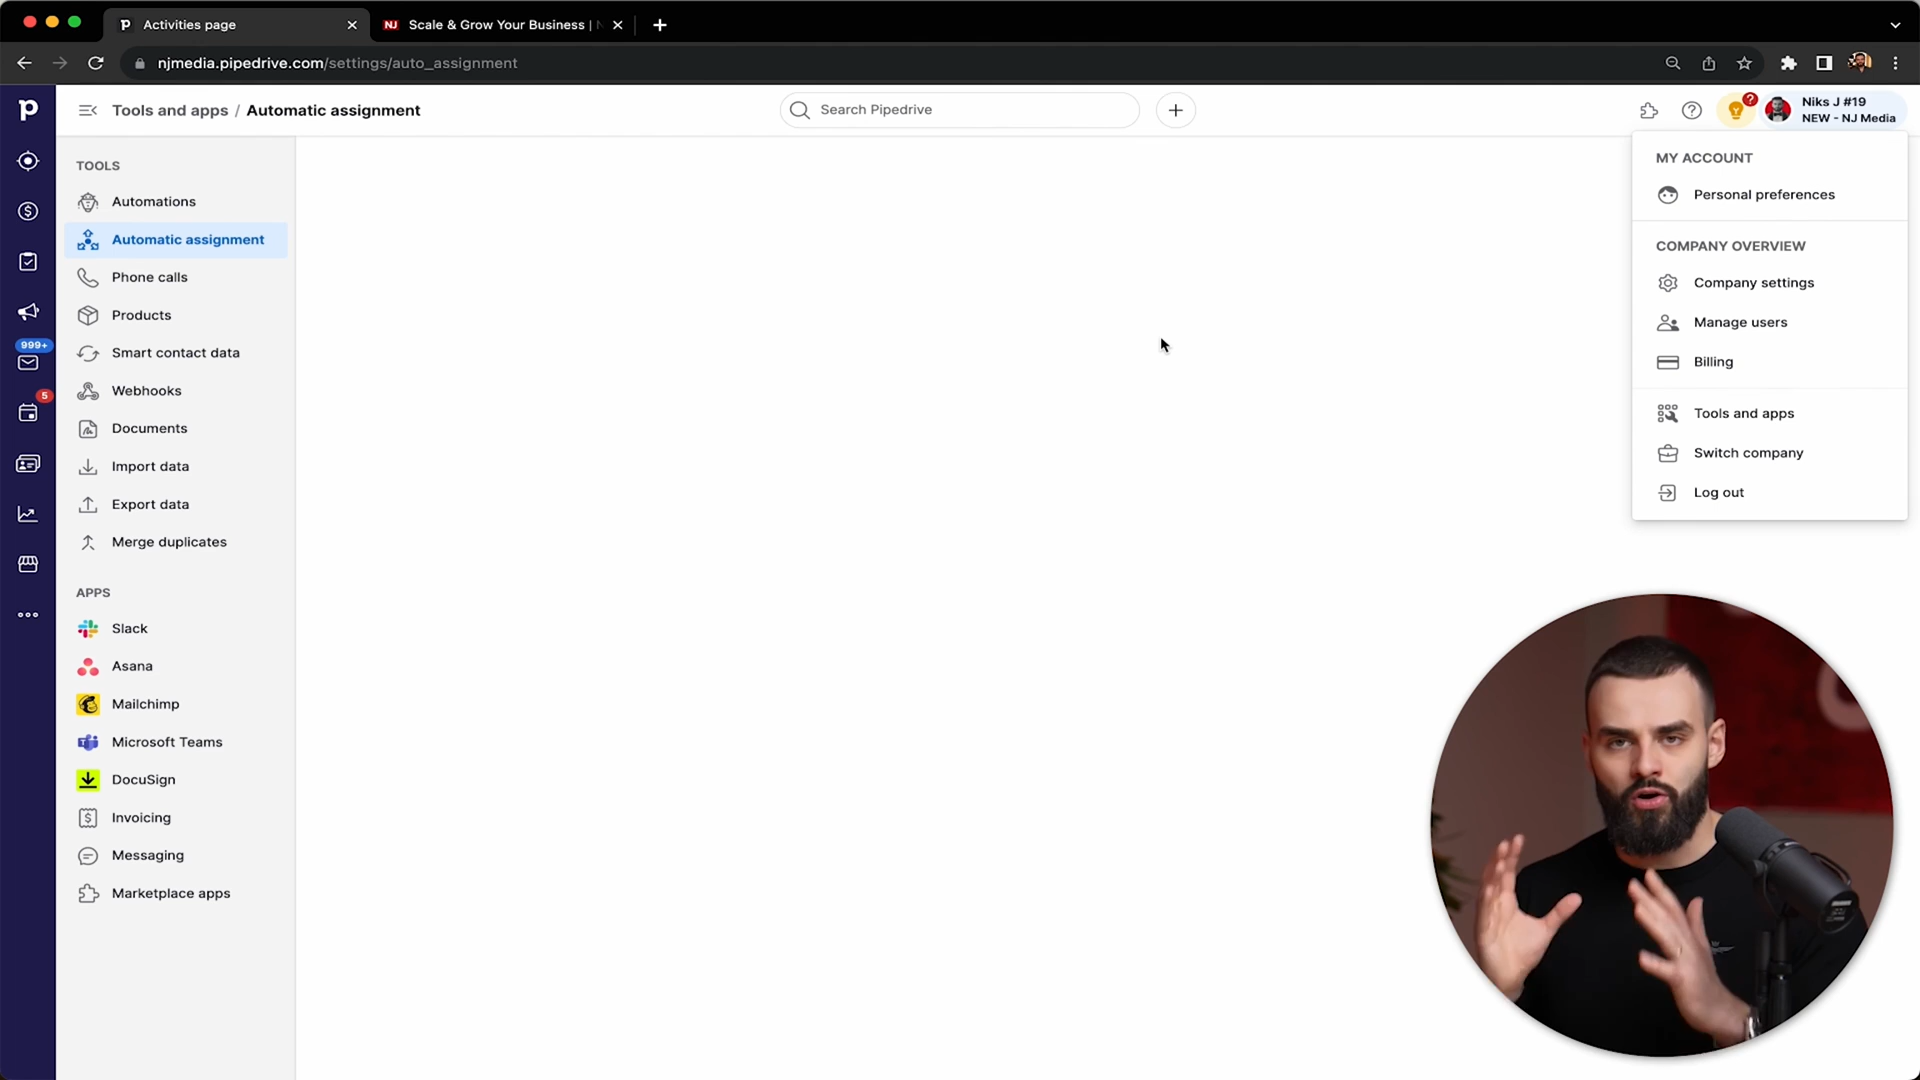 Activities page
NJ Scale & Grow Your Business |
njmedia.pipedrive.com/settings/auto_assignment
Tools and apps / Automatic assignment
Search Pipedrive
?
Niks J #19
NEW - NJ Media
TOOLS
Automations
Automatic assignment
Phone calls
Products
Smart contact data
Webhooks
Documents
Import data
Export data
Merge duplicates
APPS
Slack
Asana
Mailchimp
Microsoft Teams
DocuSign
Invoicing
Messaging
Marketplace apps
999+
5
MY ACCOUNT
Personal preferences
COMPANY OVERVIEW
Company settings
Manage users
Billing
Tools and apps
Switch company
Log out